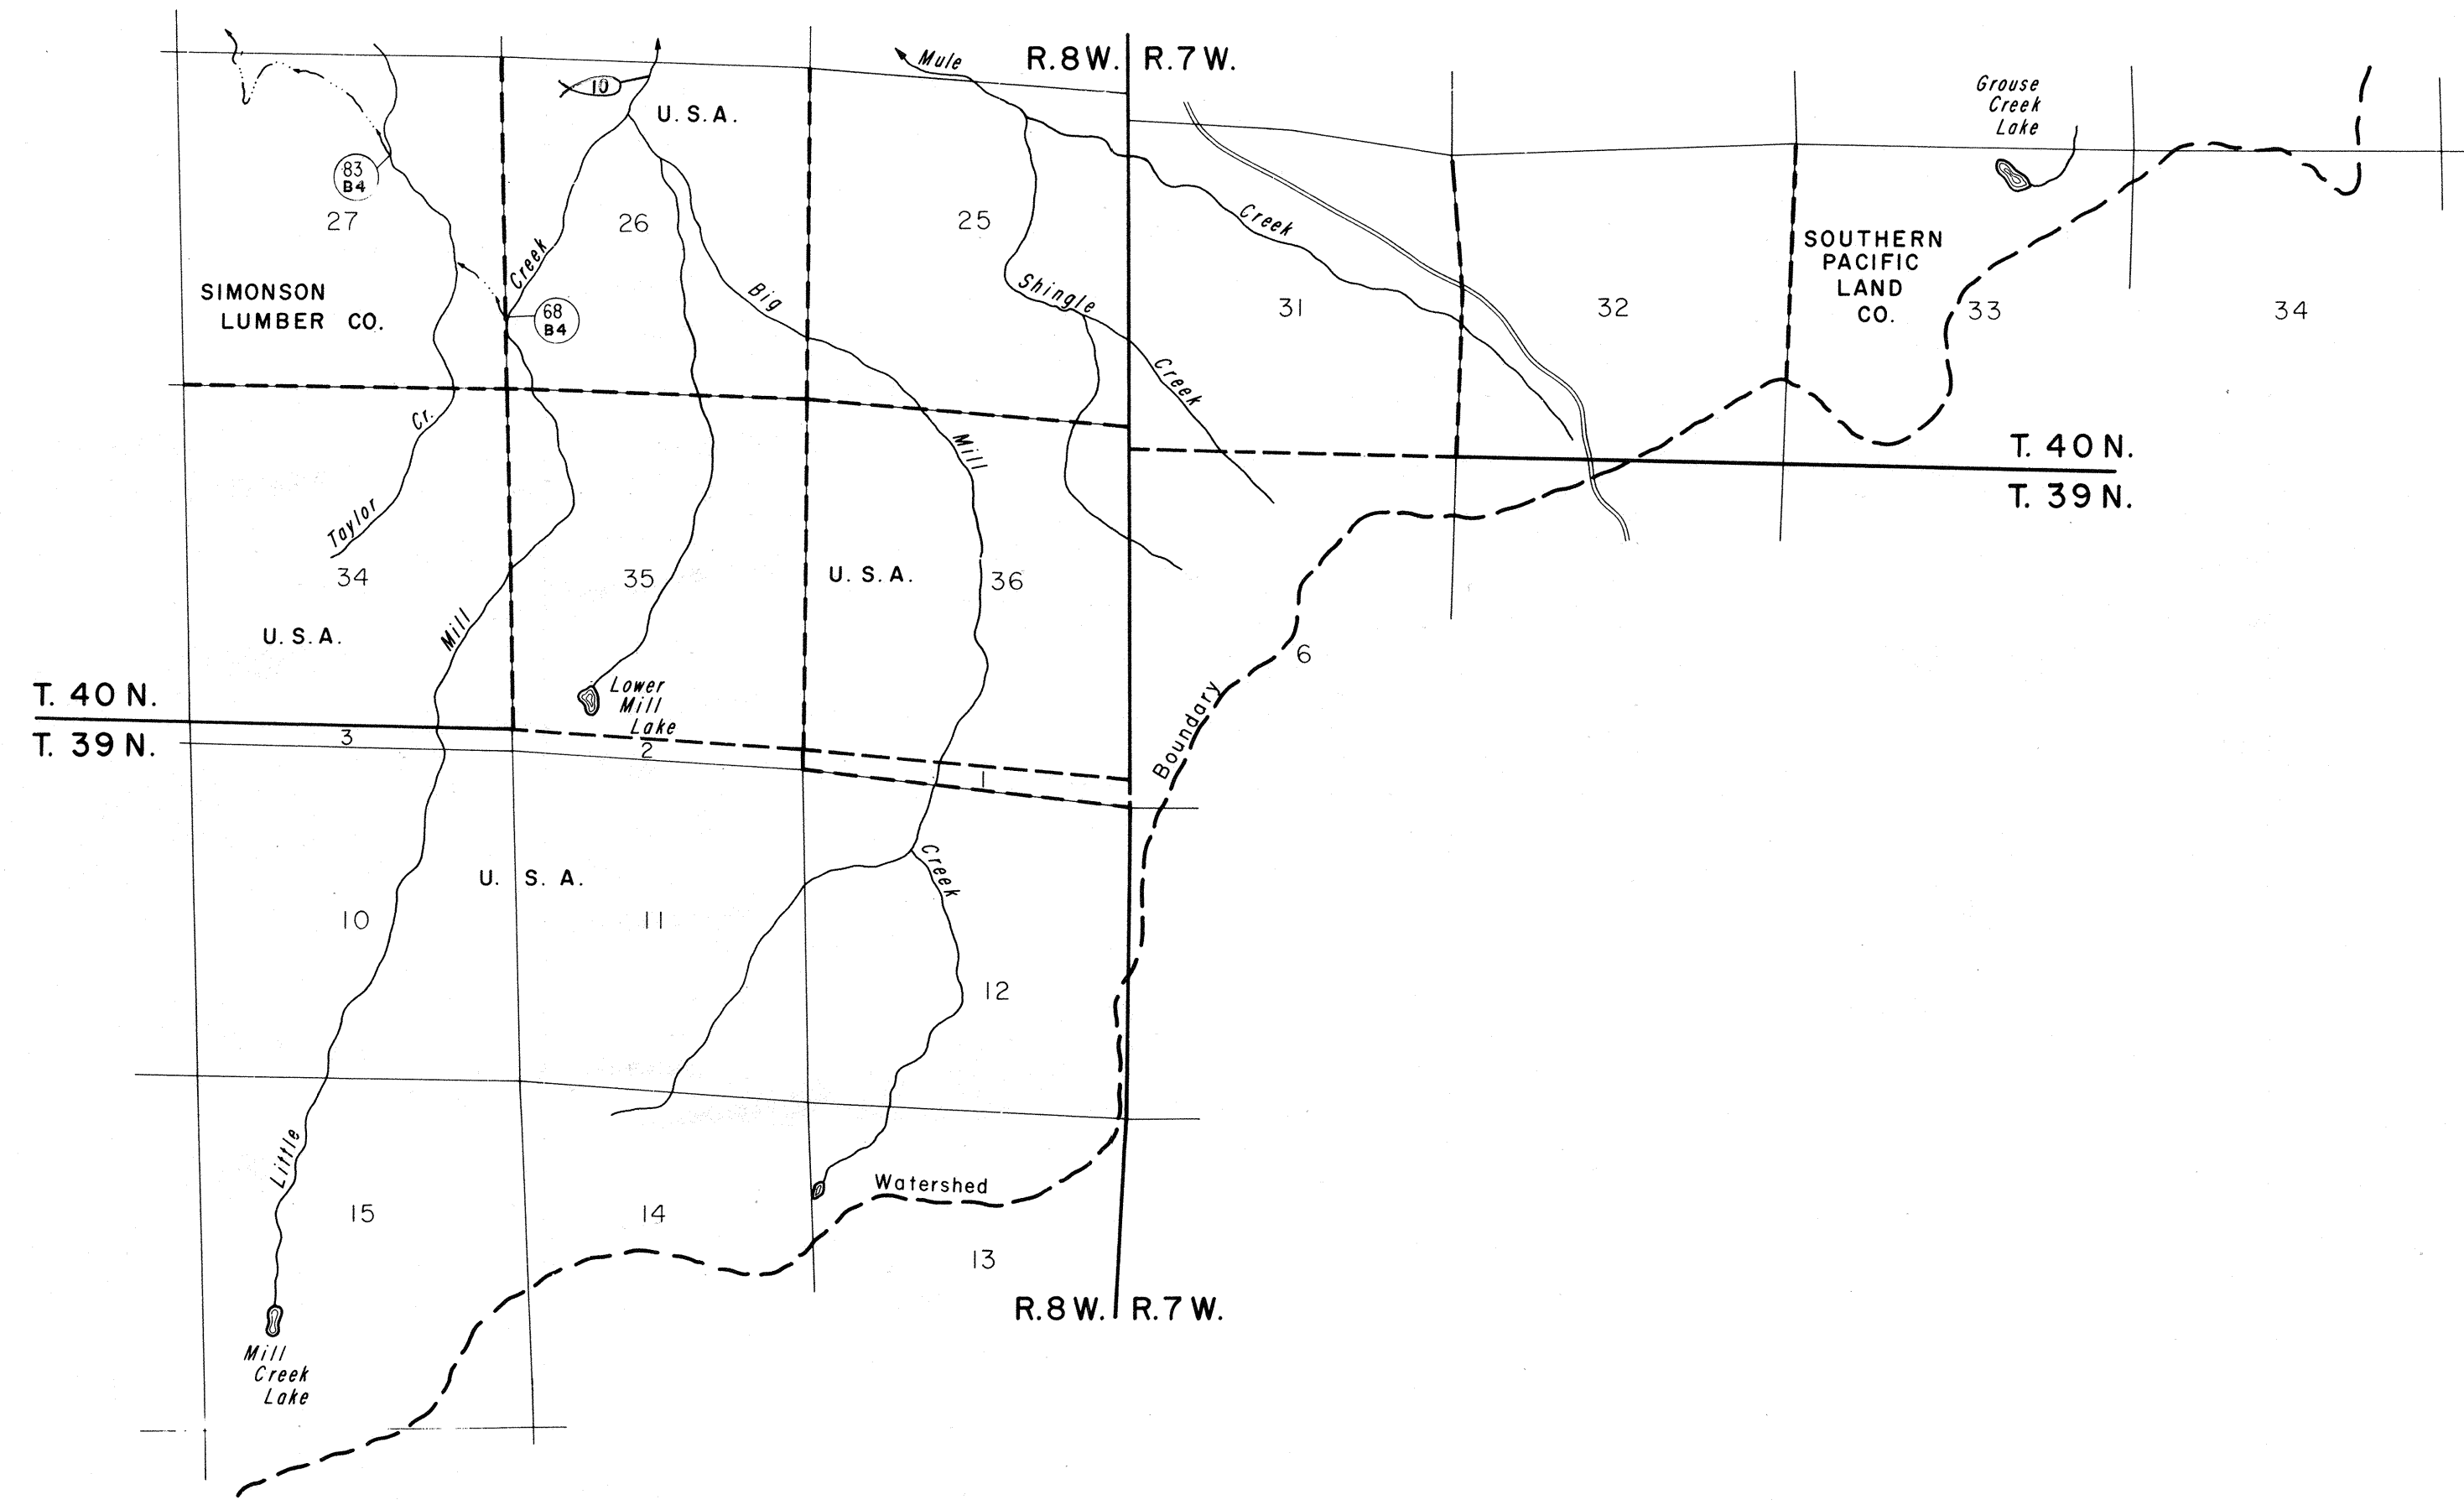 R.8W. R.7W.
Mule
10
U.S.A.
Grouse
Creek
Lake
83
B4
27
26
25
Creek
Creek
SOUTHERN
PACIFIC
LAND
CO.
SIMONSON
LUMBER CO.
68
B4
Big
Shingle
31
32
33
34
Creek
Cr.
Mill
T. 40 N.
T. 39 N.
Taylor
34
35
U.S.A.
36
U.S.A.
Mill
6
Lower
Mill
Lake
Boundary
T. 40 N.
T. 39 N.
3
2
1
U. S. A.
Creek
10
11
12
Little
Watershed
15
14
13
R.8W. R.7W.
Mill
Creek
Lake